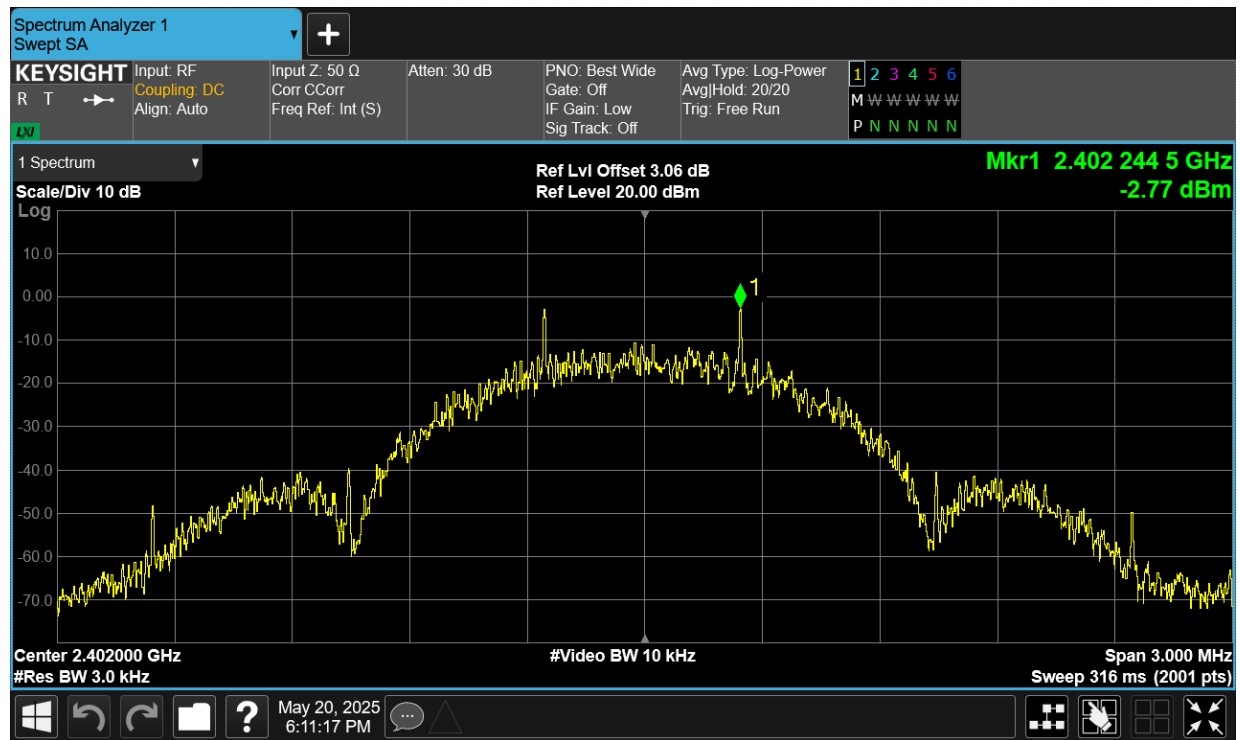 Spectrum Analyzer 1
Swept SA
KEYSIGHT
R T
LXI
Input: RF
Coupling: DC
Align: Auto
Input Z: 50 Ω
Corr CCorr
Freq Ref: Int (S)
Atten: 30 dB
PNO: Best Wide
Gate: Off
IF Gain: Low
Sig Track: Off
Avg Type: Log-Power
Avg|Hold: 20/20
Trig: Free Run
1 2 3 4 5 6
M W W W W W W
P N N N N N N
1 Spectrum
Scale/Div 10 dB
Ref Lvl Offset 3.06 dB
Ref Level 20.00 dBm
Mkr1 2.402 244 5 GHz
-2.77 dBm
Log
10.0
0.00
-10.0
-20.0
-30.0
-40.0
-50.0
-60.0
-70.0
1
Center 2.402000 GHz
#Res BW 3.0 kHz
#Video BW 10 kHz
Span 3.000 MHz
Sweep 316 ms (2001 pts)
?
May 20, 2025
6:11:17 PM